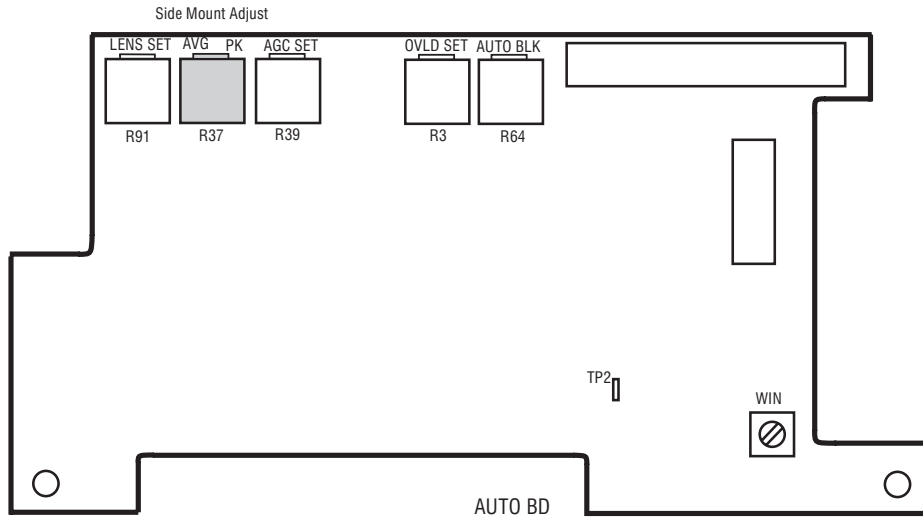 Side Mount Adjust
LENS SET AVG PK AGC SET OVLD SET AUTO BLK
R91 R37 R39 R3 R64
TP2
WIN
AUTO BD